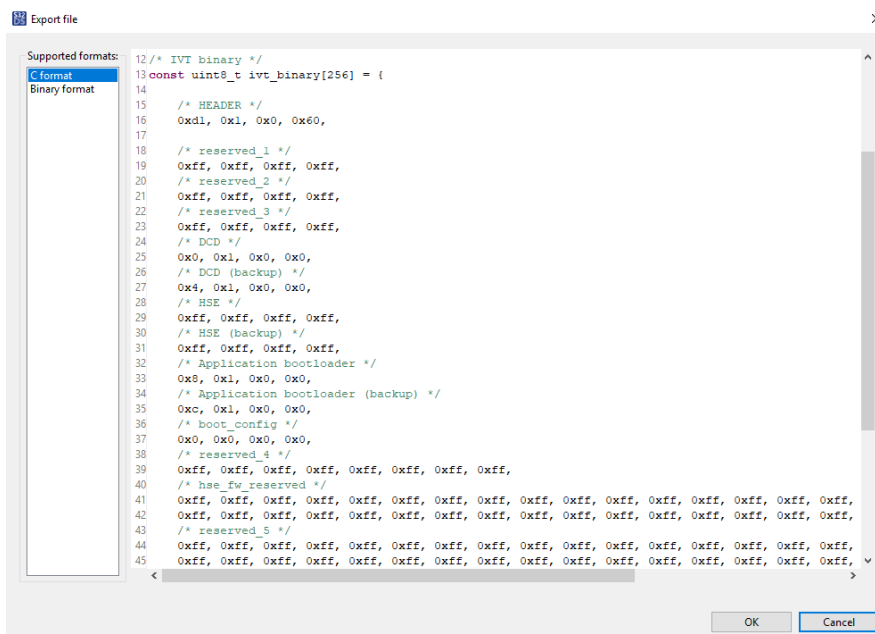 Export file
Supported formats:
C format
Binary format
12 /* IVT binary */
13 const uint8_t ivt_binary[256] = {
14
15 /* HEADER */
16 0xd1, 0x1, 0x0, 0x60,
17
18 /* reserved_1 */
19 0xff, 0xff, 0xff, 0xff,
20 /* reserved_2 */
21 0xff, 0xff, 0xff, 0xff,
22 /* reserved_3 */
23 0xff, 0xff, 0xff, 0xff,
24 /* DCD */
25 0x0, 0x1, 0x0, 0x0,
26 /* DCD (backup) */
27 0x4, 0x1, 0x0, 0x0,
28 /* HSE */
29 0xff, 0xff, 0xff, 0xff,
30 /* HSE (backup) */
31 0xff, 0xff, 0xff, 0xff,
32 /* Application bootloader */
33 0x8, 0x1, 0x0, 0x0,
34 /* Application bootloader (backup) */
35 0xc, 0x1, 0x0, 0x0,
36 /* boot_config */
37 0x0, 0x0, 0x0, 0x0,
38 /* reserved_4 */
39 0xff, 0xff, 0xff, 0xff, 0xff, 0xff, 0xff, 0xff,
40 /* hse_fw_reserved */
41 0xff, 0xff, 0xff, 0xff, 0xff, 0xff, 0xff, 0xff, 0xff, 0xff, 0xff, 0xff, 0xff, 0xff, 0xff, 0xff,
42 0xff, 0xff, 0xff, 0xff, 0xff, 0xff, 0xff, 0xff, 0xff, 0xff, 0xff, 0xff, 0xff, 0xff, 0xff, 0xff,
43 /* reserved_5 */
44 0xff, 0xff, 0xff, 0xff, 0xff, 0xff, 0xff, 0xff, 0xff, 0xff, 0xff, 0xff, 0xff, 0xff, 0xff, 0xff,
45 0xff, 0xff, 0xff, 0xff, 0xff, 0xff, 0xff, 0xff, 0xff, 0xff, 0xff, 0xff, 0xff, 0xff, 0xff, 0xff,
OK Cancel